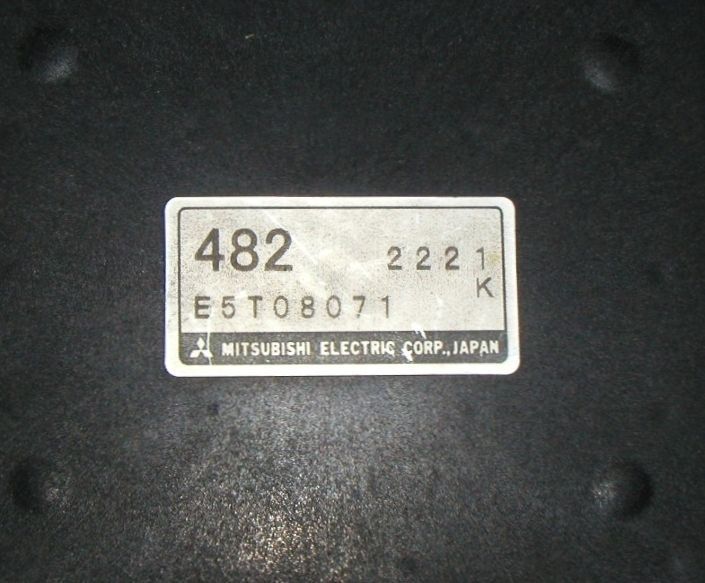 482 2221
K
E5T08071
MITSUBISHI ELECTRIC CORP., JAPAN